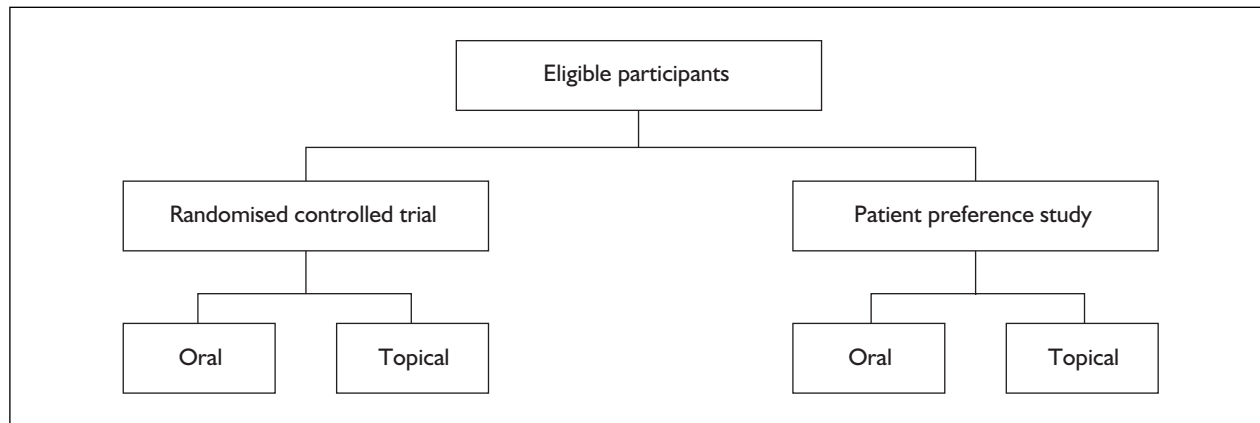 Eligible participants
Randomised controlled trial
Patient preference study
Oral
Topical
Oral
Topical